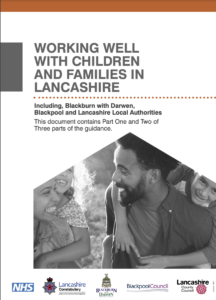 WORKING WELL
WITH CHILDREN
AND FAMILIES IN
LANCASHIRE
Including, Blackburn with Darwen,
Blackpool and Lancashire Local Authorities
This document contains Part One and Two of
Three parts of the guidance.
NHS
Lancashire
Constabulary
BLACKBURN
DARWEN
BlackpoolCouncil
Lancashire
County
Council